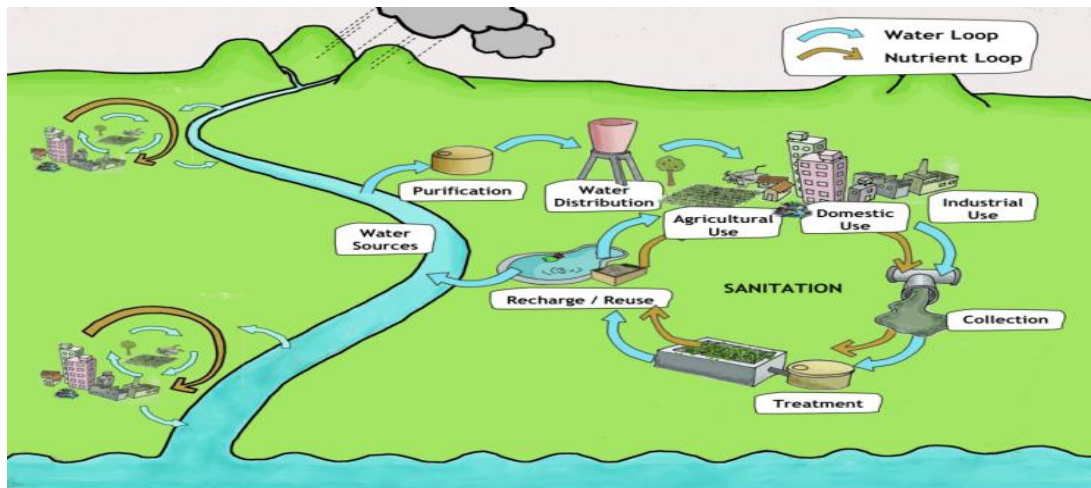 Water Loop
Nutrient Loop
Purification
Water
Distribution
Agricultural
Use
Domestic
Use
Industrial
Use
Water
Sources
Recharge / Reuse
SANITATION
Collection
Treatment